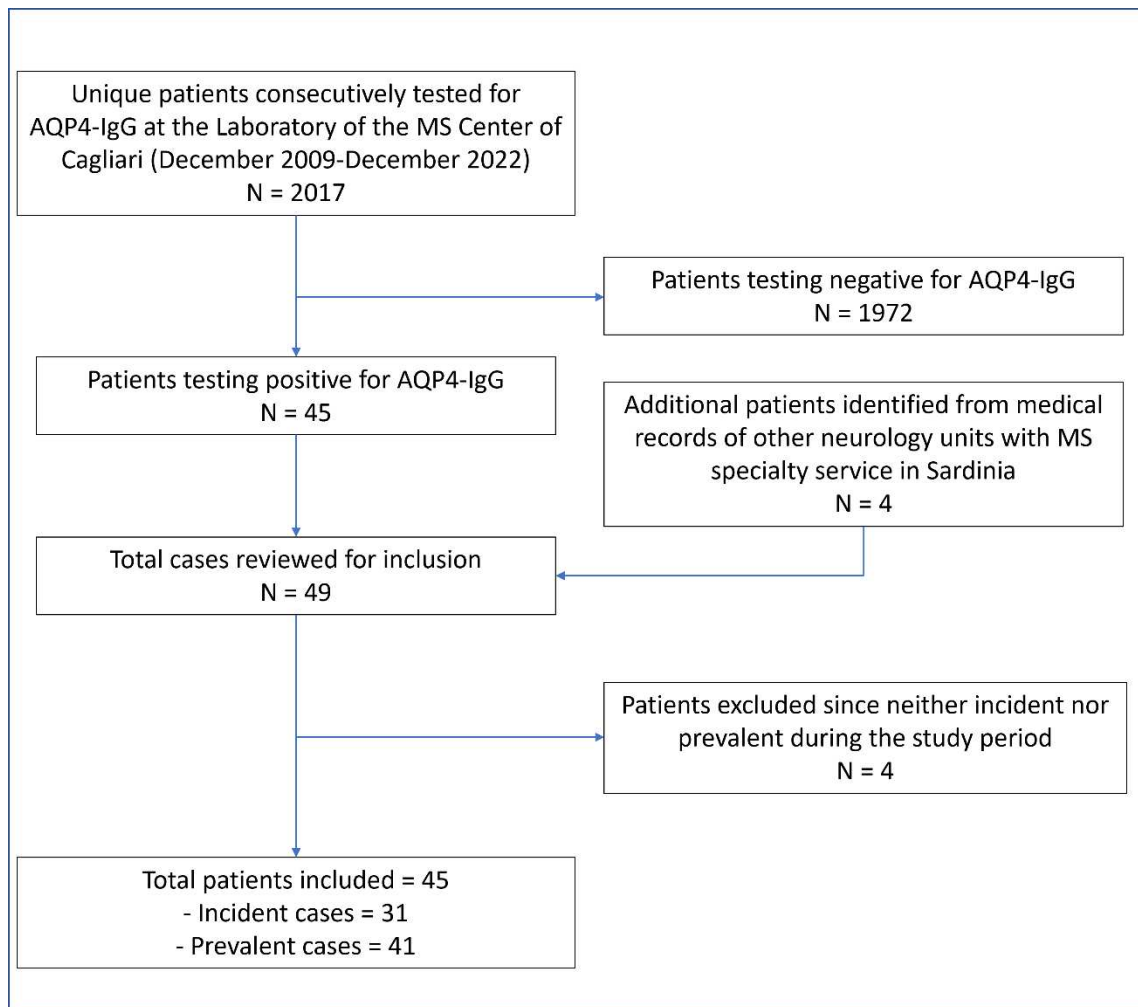 Unique patients consecutively tested for
AQP4-IgG at the Laboratory of the MS Center of
Cagliari (December 2009-December 2022)
N = 2017
Patients testing negative for AQP4-IgG
N = 1972
Patients testing positive for AQP4-IgG
N = 45
Additional patients identified from medical
records of other neurology units with MS
specialty service in Sardinia
N = 4
Total cases reviewed for inclusion
N = 49
Patients excluded since neither incident nor
prevalent during the study period
N = 4
Total patients included = 45
- Incident cases = 31
- Prevalent cases = 41